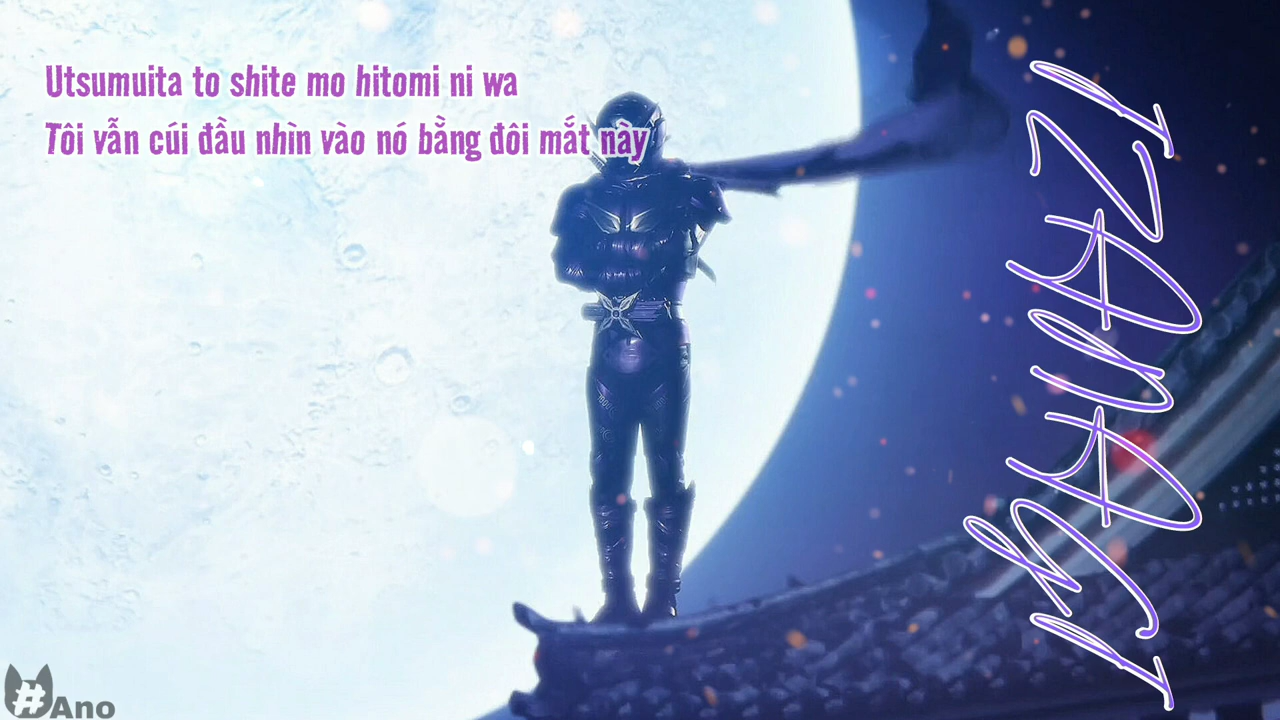 Utsumuita to shite mo hitomi ni wa
Tôi vẫn cúi đầu nhìn vào nó bằng đôi mắt này
IZANAGI
#Ano